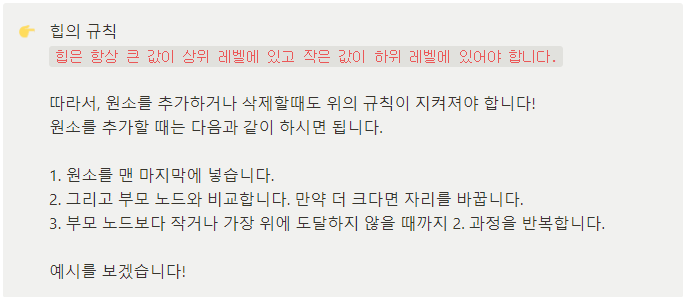 힙의 규칙
힙은 항상 큰 값이 상위 레벨에 있고 작은 값이 하위 레벨에 있어야 합니다.
따라서, 원소를 추가하거나 삭제할때도 위의 규칙이 지켜져야 합니다!
원소를 추가할 때는 다음과 같이 하시면 됩니다.
1. 원소를 맨 마지막에 넣습니다.
2. 그리고 부모 노드와 비교합니다. 만약 더 크다면 자리를 바꿉니다.
3. 부모 노드보다 작거나 가장 위에 도달하지 않을 때까지 2. 과정을 반복합니다.
예시를 보겠습니다!